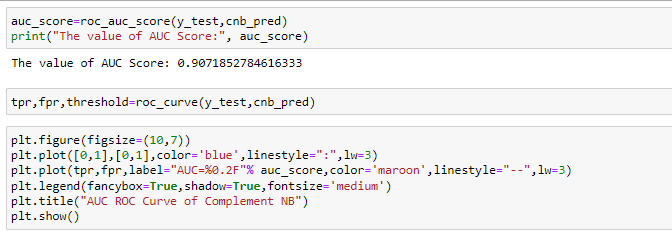 auc_score=roc_auc_score(y_test,cnb_pred)
print("The value of AUC Score:", auc_score)
The value of AUC Score: 0.9071852784616333
tpr,fpr,threshold=roc_curve(y_test,cnb_pred)
plt.figure(figsize=(10,7))
plt.plot([0,1],[0,1],color='blue',linestyle=":",lw=3)
plt.plot(tpr,fpr,label="AUC=%0.2F"% auc_score,color='maroon',linestyle="--",lw=3)
plt.legend(fancybox=True,shadow=True,fontsize='medium')
plt.title("AUC ROC Curve of Complement NB")
plt.show()